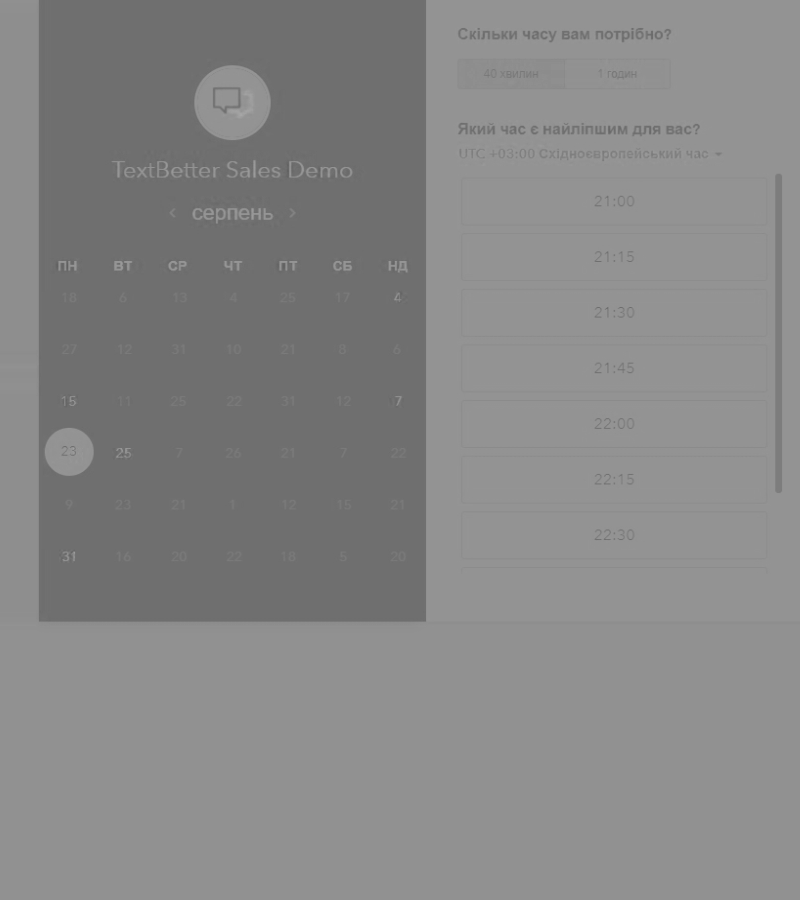 TextBetter Sales Demo
< серпень >
ПН ВТ СР ЧТ ПТ СБ НД
18 6 13 4 25 17 4
27 12 31 10 21 8 6
15 11 25 22 31 12 7
23 25 7 26 21 7 22
9 23 21 1 12 15 21
31 16 20 22 18 5 20
Скільки часу вам потрібно?
40 хвилин 1 годин
Який час є найліпшим для вас?
UTC +03:00 Східноєвропейський час
21:00
21:15
21:30
21:45
22:00
22:15
22:30